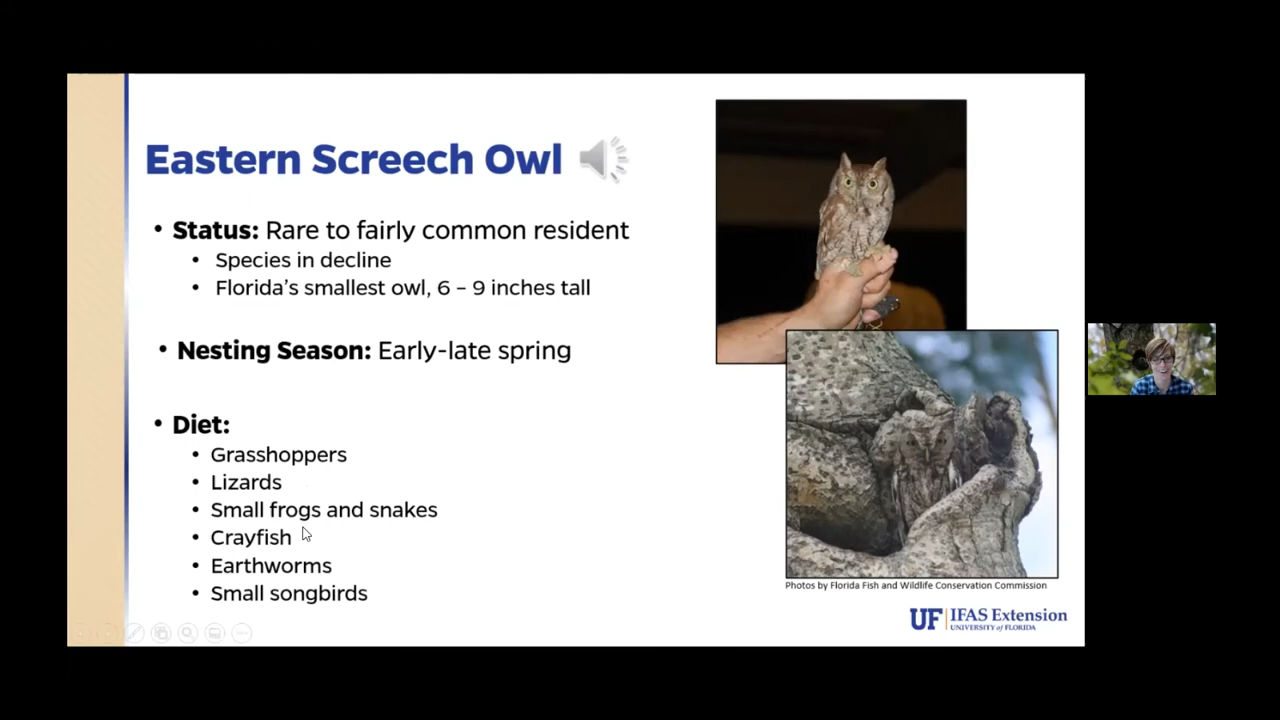 Eastern Screech Owl
• Status: Rare to fairly common resident
• Species in decline
• Florida's smallest owl, 6 – 9 inches tall
• Nesting Season: Early-late spring
• Diet:
• Grasshoppers
• Lizards
• Small frogs and snakes
• Crayfish
• Earthworms
• Small songbirds
Photos by Florida Fish and Wildlife Conservation Commission
UF IFAS Extension
UNIVERSITY of FLORIDA